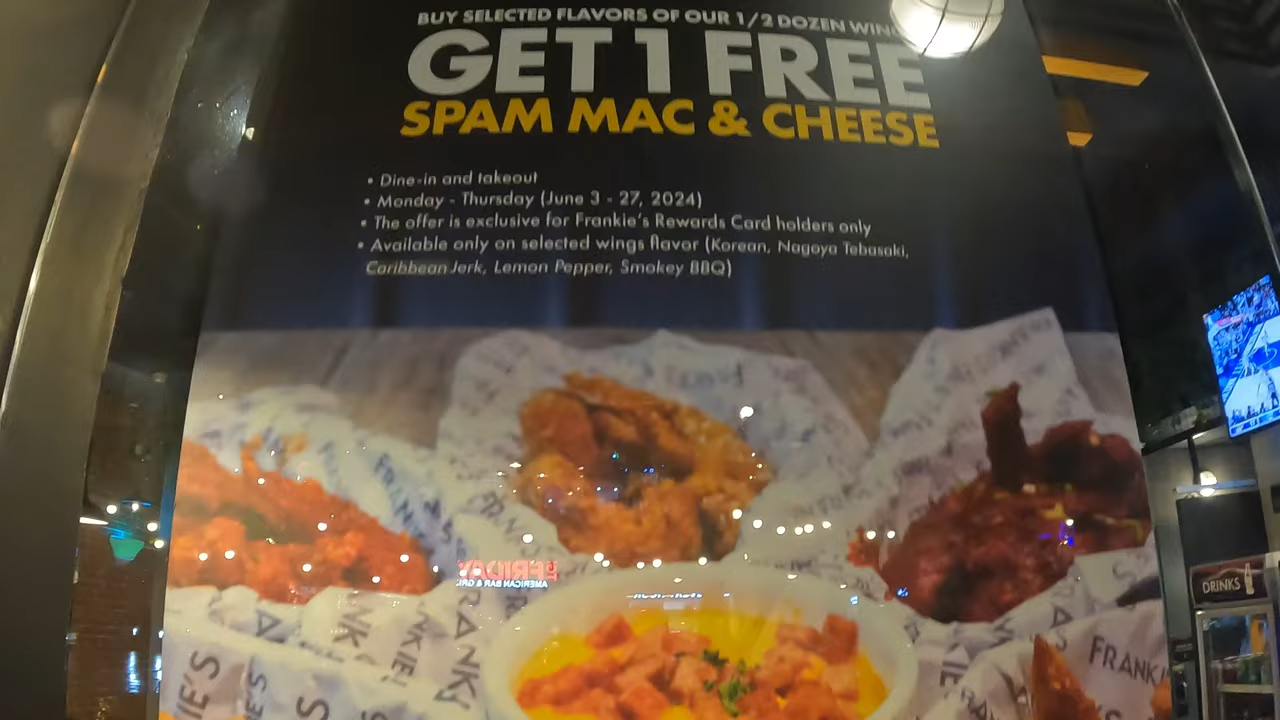 BUY SELECTED FLAVORS OF OUR 1/2 DOZEN
GET 1 FREE
SPAM MAC & CHEESE
• Dine-in and takeout
• Monday - Thursday (June 3 - 27, 2024)
• The offer is exclusive for Frankie's Rewards Card holders only
• Available only on selected wings flavor (Korean, Nagoya Tebasaki,
Caribbean Jerk, Lemon Pepper, Smokey BBQ)
DRINKS
AMERICAN BAR &